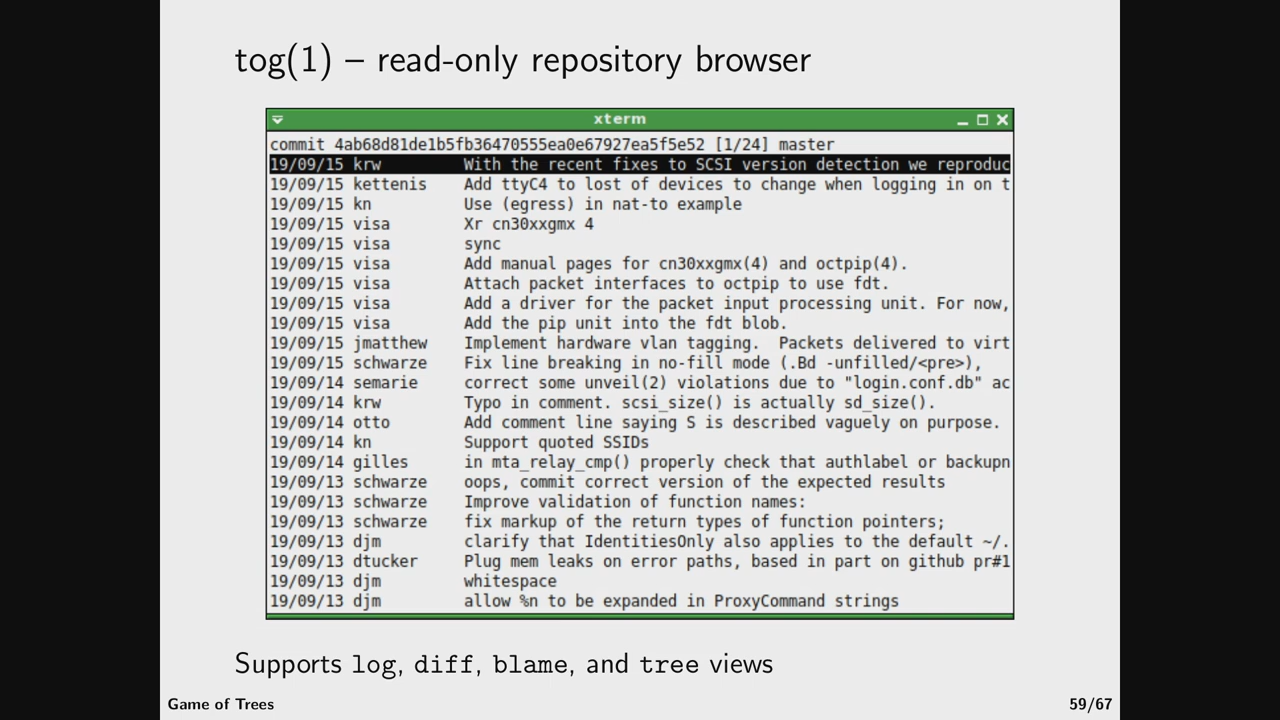 tog(1) – read-only repository browser
xterm
commit 4ab68d81de1b5fb36470555ea0e67927ea5f5e52 [1/24] master
19/09/15 krw With the recent fixes to SCSI version detection we reproduc
19/09/15 kettenis Add ttyC4 to lost of devices to change when logging in on t
19/09/15 kn Use (egress) in nat-to example
19/09/15 visa Xr cn30xxgmx 4
19/09/15 visa sync
19/09/15 visa Add manual pages for cn30xxgmx(4) and octpip(4).
19/09/15 visa Attach packet interfaces to octpip to use fdt.
19/09/15 visa Add a driver for the packet input processing unit. For now,
19/09/15 visa Add the pip unit into the fdt blob.
19/09/15 jmatthew Implement hardware vlan tagging.  Packets delivered to virt
19/09/15 schwarze Fix line breaking in no-fill mode (.Bd -unfilled/<pre>),
19/09/14 semarie correct some unveil(2) violations due to "login.conf.db" ac
19/09/14 krw Typo in comment. scsi_size() is actually sd_size().
19/09/14 otto Add comment line saying S is described vaguely on purpose.
19/09/14 kn Support quoted SSIDs
19/09/14 gilles in mta_relay_cmp() properly check that authlabel or backupn
19/09/13 schwarze oops, commit correct version of the expected results
19/09/13 schwarze Improve validation of function names:
19/09/13 schwarze fix markup of the return types of function pointers;
19/09/13 djm clarify that IdentitiesOnly also applies to the default ~/.
19/09/13 dtucker Plug mem leaks on error paths, based in part on github pr#1
19/09/13 djm whitespace
19/09/13 djm allow %n to be expanded in ProxyCommand strings
Supports log, diff, blame, and tree views
Game of Trees 59/67